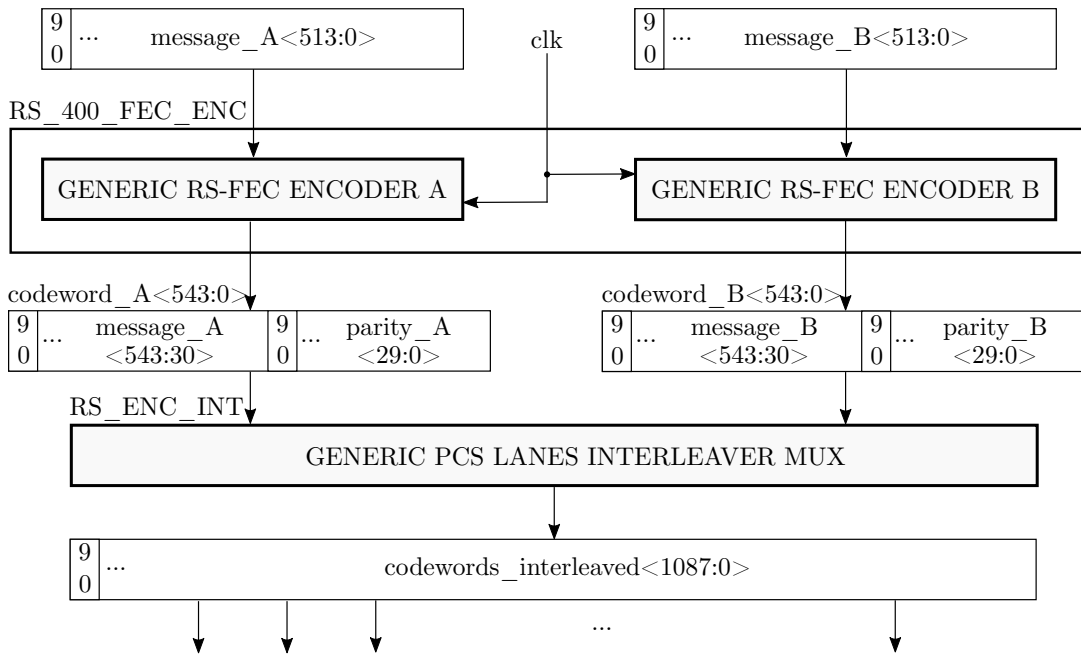 9
0
... message_A<513:0>
9
0
... message_B<513:0>
clk
RS_400_FEC_ENC
GENERIC RS-FEC ENCODER A
GENERIC RS-FEC ENCODER B
codeword_A<543:0>
9
0
... message_A
<543:30>
9
0
... parity_A
<29:0>
codeword_B<543:0>
9
0
... message_B
<543:30>
9
0
... parity_B
<29:0>
RS_ENC_INT
GENERIC PCS LANES INTERLEAVER MUX
9
0
... codewords_interleaved<1087:0>
...